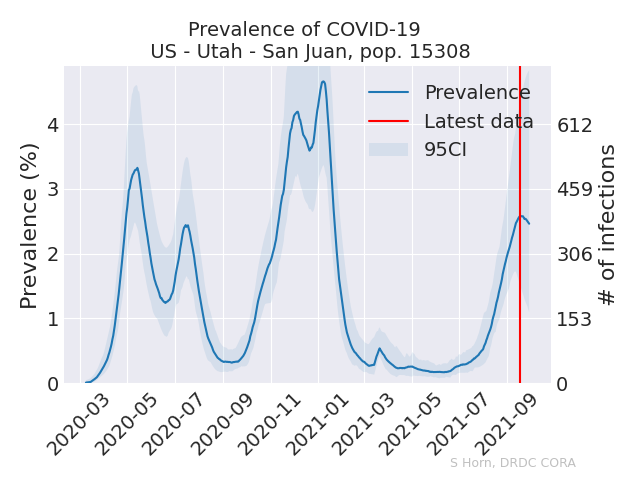 Prevalence of COVID-19
US - Utah - San Juan, pop. 15308
Prevalence
Latest data
95CI
Prevalence (%)
4
3
2
1
0
612
459
306
153
0
# of infections
2020-03
2020-05
2020-07
2020-09
2020-11
2021-01
2021-03
2021-05
2021-07
2021-09
S Horn, DRDC CORA